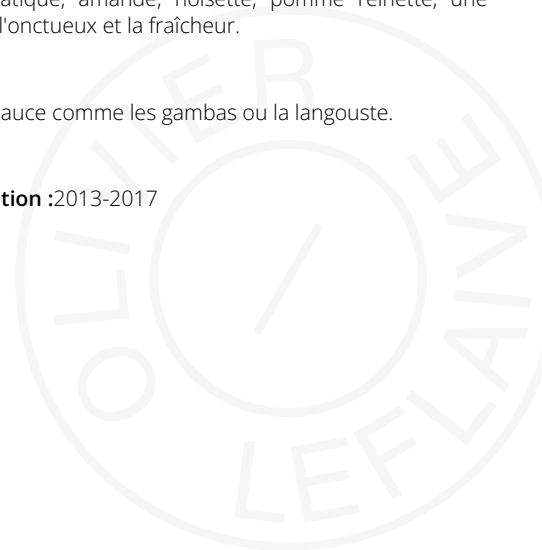 atique, amande, noisette, pomme reinette, une
l'onctueux et la fraîcheur.
auce comme les gambas ou la langouste.
tion :2013-2017
OLIVIER
LEFLAIVE